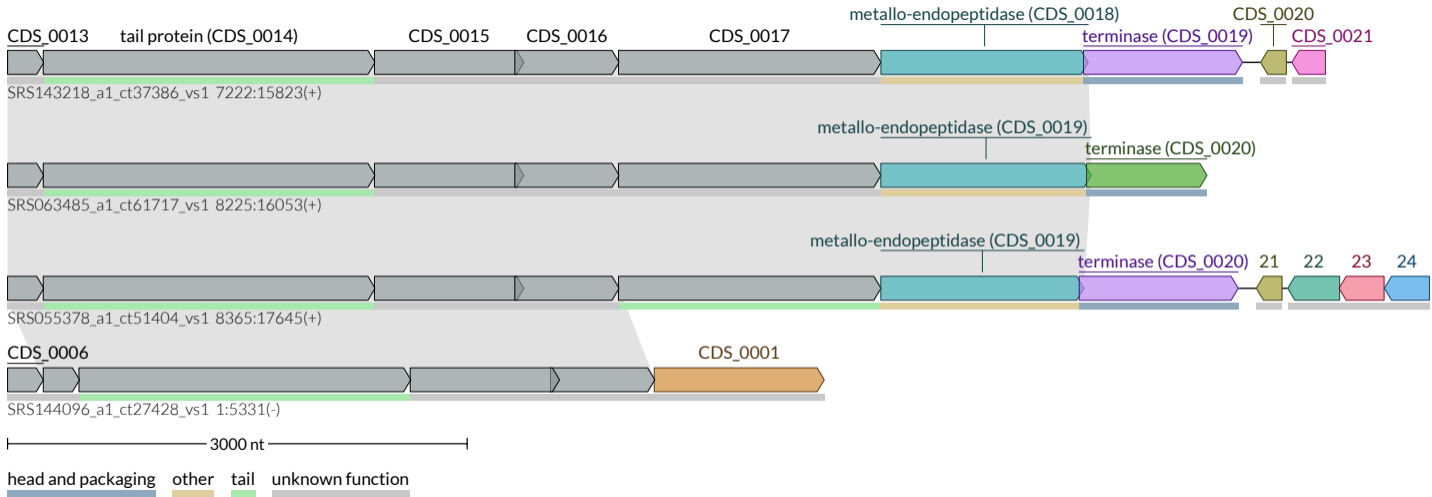 metallo-endopeptidase (CDS_0018) CDS_0020
CDS_0013 tail protein (CDS_0014) CDS_0015 CDS_0016 CDS_0017 terminase (CDS_0019) CDS_0021
SRS143218_a1_ct37386_vs1 7222:15823(+)
metallo-endopeptidase (CDS_0019)
terminase (CDS_0020)
SRS063485_a1_ct61717_vs1 8225:16053(+)
metallo-endopeptidase (CDS_0019)
terminase (CDS_0020) 21 22 23 24
SRS055378_a1_ct51404_vs1 8365:17645(+)
CDS_0006 CDS_0001
SRS144096_a1_ct27428_vs1 1:5331(-)
3000 nt
head and packaging other tail unknown function